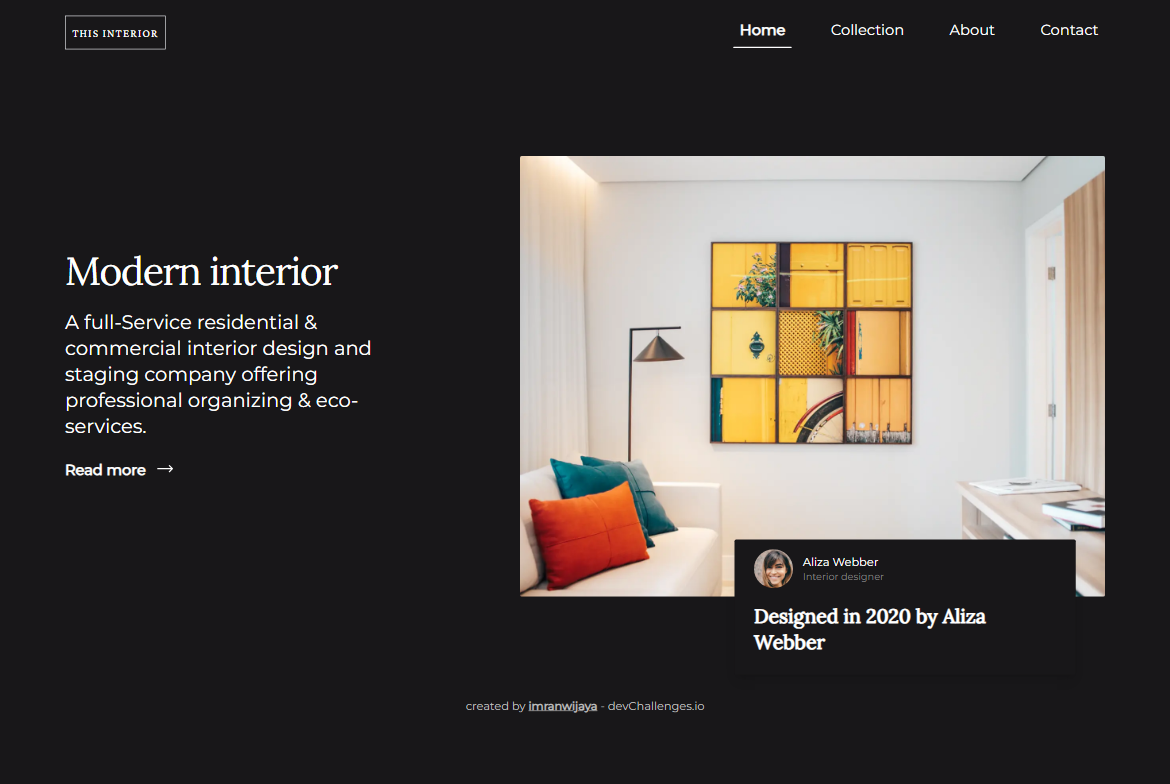 THIS INTERIOR
Home
Collection
About
Contact
Modern interior
A full-Service residential &
commercial interior design and
staging company offering
professional organizing & eco-
services.
Read more →
Aliza Webber
Interior designer
Designed in 2020 by Aliza
Webber
created by imranwijaya - devChallenges.io